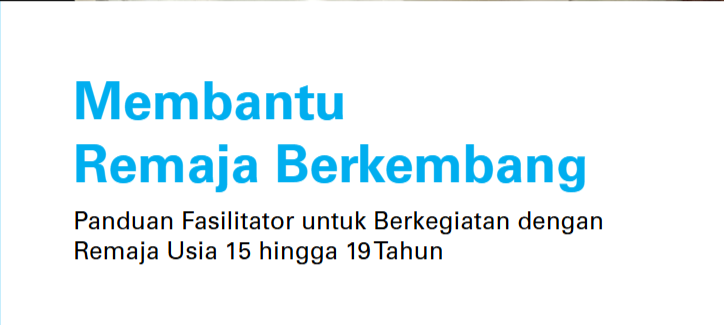 Membantu
Remaja Berkembang
Panduan Fasilitator untuk Berkegiatan dengan
Remaja Usia 15 hingga 19 Tahun